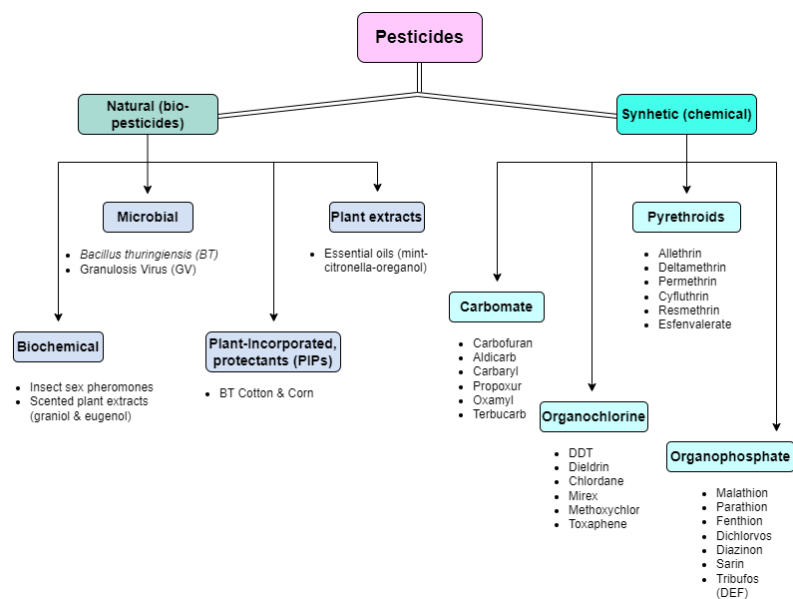 Pesticides
Natural (bio-
pesticides)
Synhetic (chemical)
Microbial
• Bacillus thuringiensis (BT)
• Granulosis Virus (GV)
Plant extracts
• Essential oils (mint-
citronella-oreganol)
Biochemical
• Insect sex pheromones
• Scented plant extracts
(graniol & eugenol)
Plant-Incorporated,
protectants (PIPs)
• BT Cotton & Corn
Pyrethroids
• Allethrin
• Deltamethrin
• Permethrin
• Cyfluthrin
• Resmethrin
• Esfenvalerate
Carbomate
• Carbofuran
• Aldicarb
• Carbaryl
• Propoxur
• Oxamyl
• Terbucarb
Organochlorine
• DDT
• Dieldrin
• Chlordane
• Mirex
• Methoxychlor
• Toxaphene
Organophosphate
• Malathion
• Parathion
• Fenthion
• Dichlorvos
• Diazinon
• Sarin
• Tribufos
(DEF)